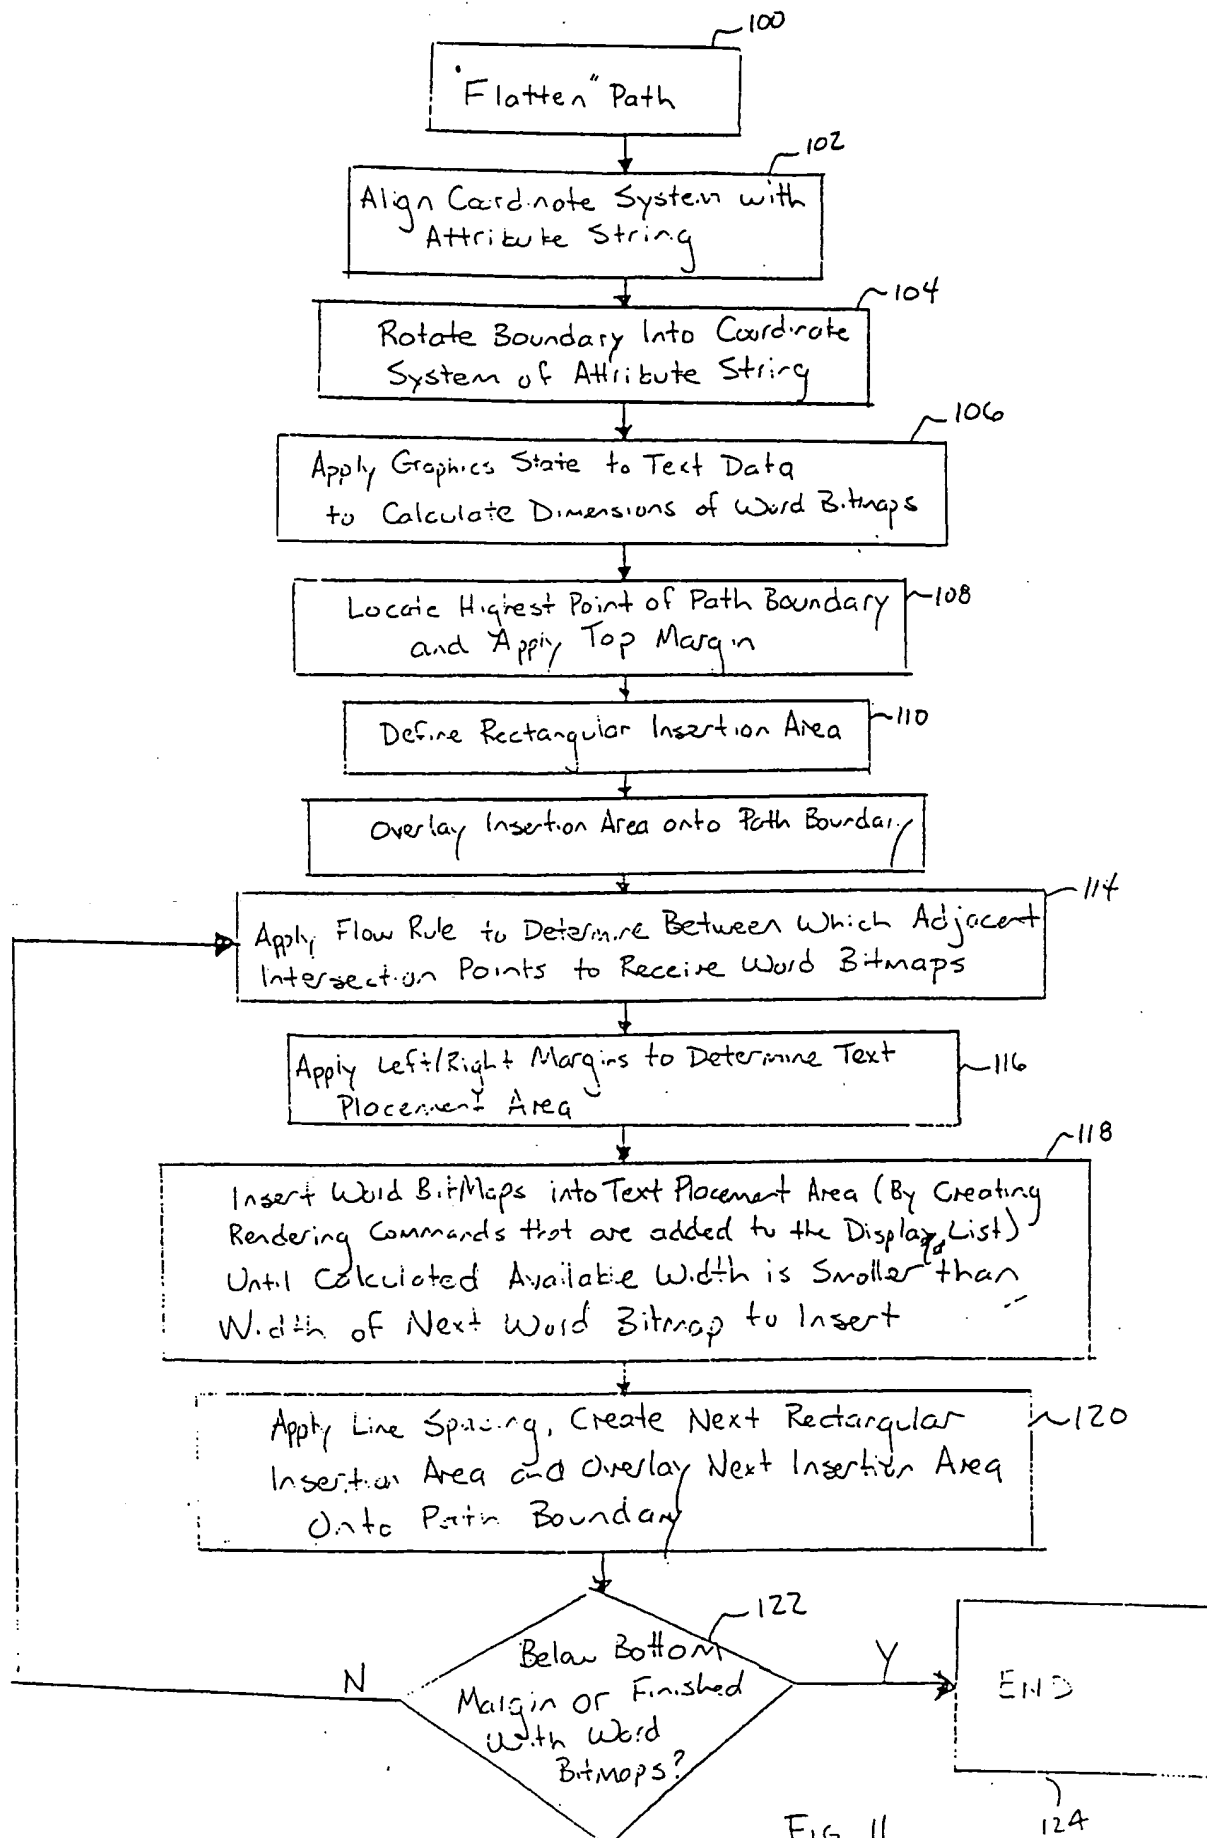 100
"Flatten" Path
102
Align Coordinate System with
Attribute String
104
Rotate Boundary Into Coordinate
System of Attribute String
106
Apply Graphics State to Text Data
to Calculate Dimensions of Word Bitmaps
Locate Highest Point of Path Boundary
and Apply Top Margin
108
Define Rectangular Insertion Area
110
Overlay Insertion Area onto Path Boundary
114
Apply Flow Rule to Determine Between Which Adjacent
Intersection Points to Receive Word Bitmaps
Apply Left/Right Margins to Determine Text
Placement Area
116
118
Insert Word BitMaps into Text Placement Area (By Creating
Rendering Commands that are added to the Display List)
Until Calculated Available Width is Smaller than
Width of Next Word Bitmap to Insert
Apply Line Spacing, Create Next Rectangular
Insertion Area and Overlay Next Insertion Area
Onto Path Boundary
120
122
Below Bottom
Margin or Finished
With Word
Bitmaps?
N
Y
END
124
FIG. 11